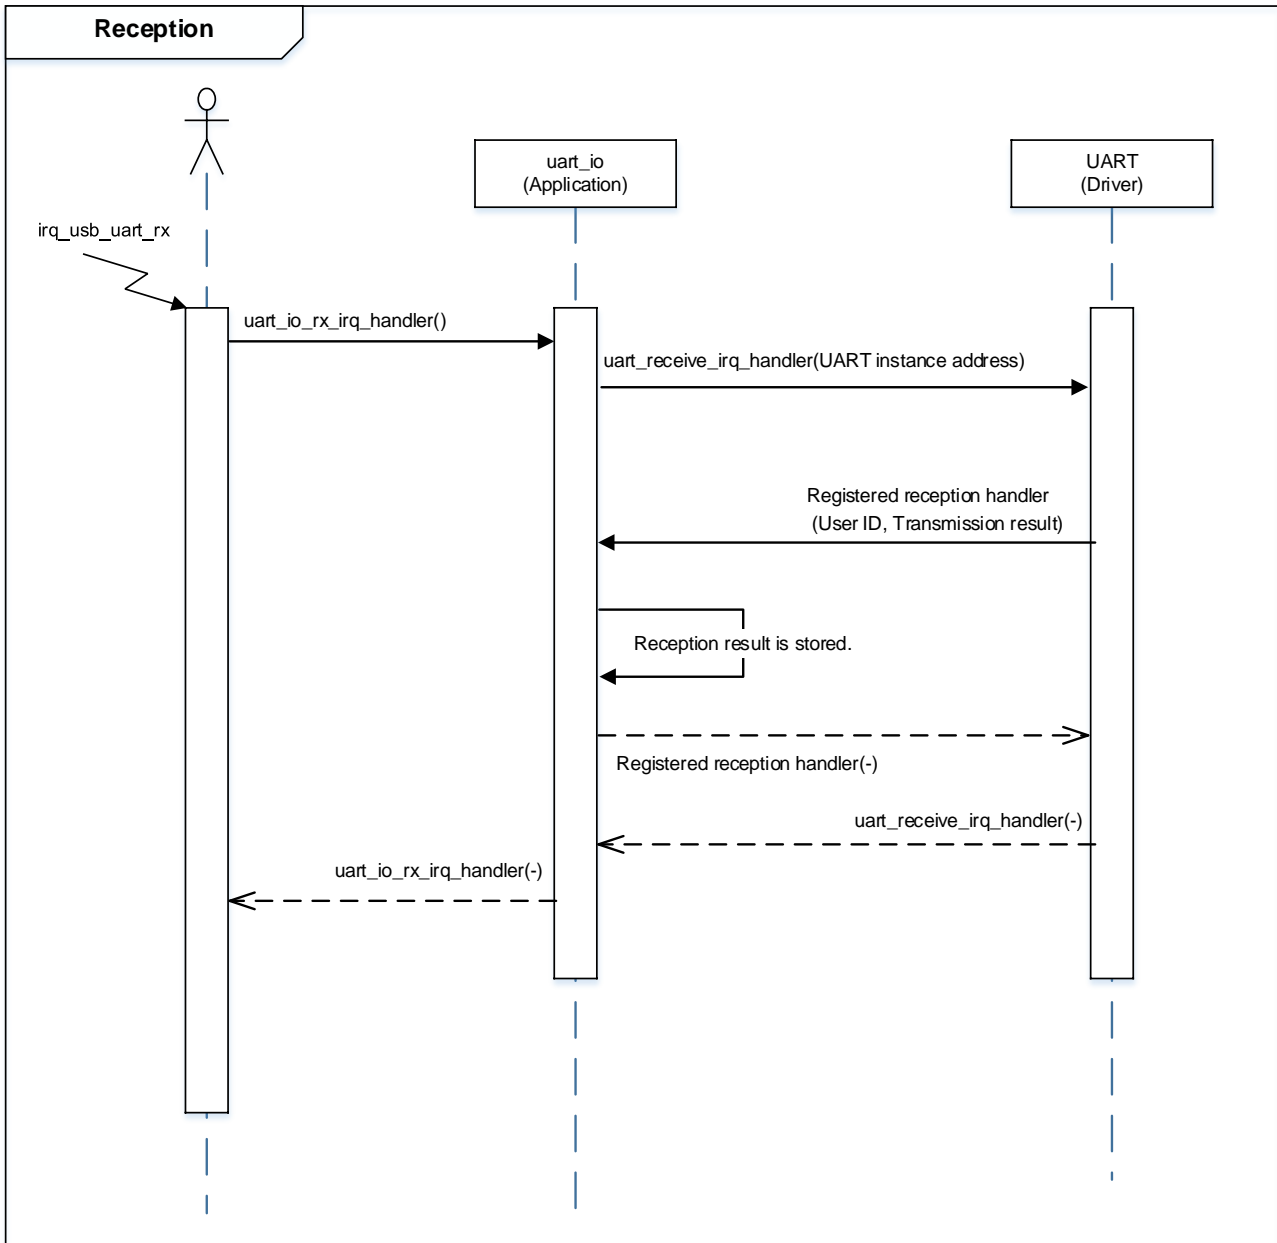 Reception
uart_io
(Application)
UART
(Driver)
irq_usb_uart_rx
uart_io_rx_irq_handler()
uart_receive_irq_handler(UART instance address)
Registered reception handler
(User ID, Transmission result)
Reception result is stored.
Registered reception handler(-)
uart_receive_irq_handler(-)
uart_io_rx_irq_handler(-)